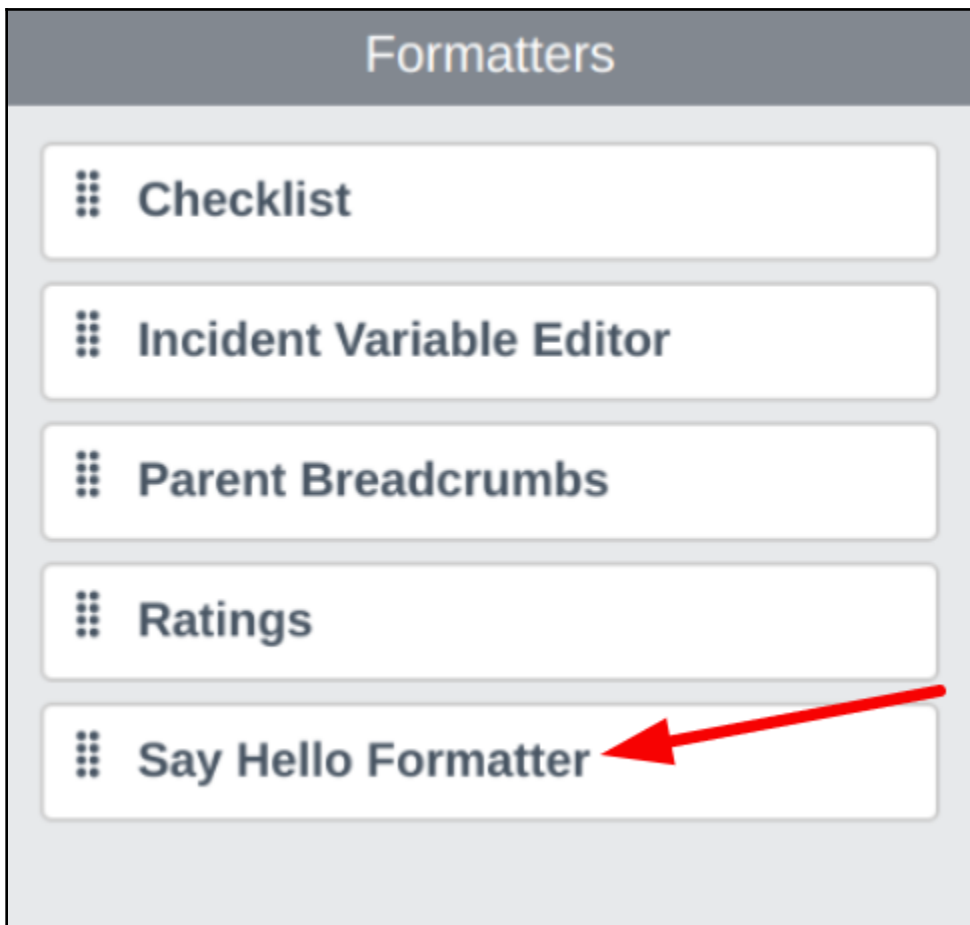 Formatters
Checklist
Incident Variable Editor
Parent Breadcrumbs
Ratings
Say Hello Formatter